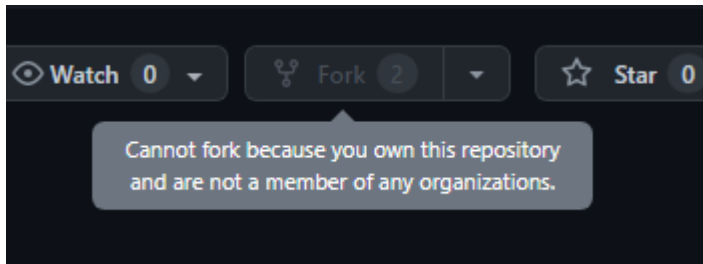 Watch 0 Fork 2 Star 0
Cannot fork because you own this repository
and are not a member of any organizations.